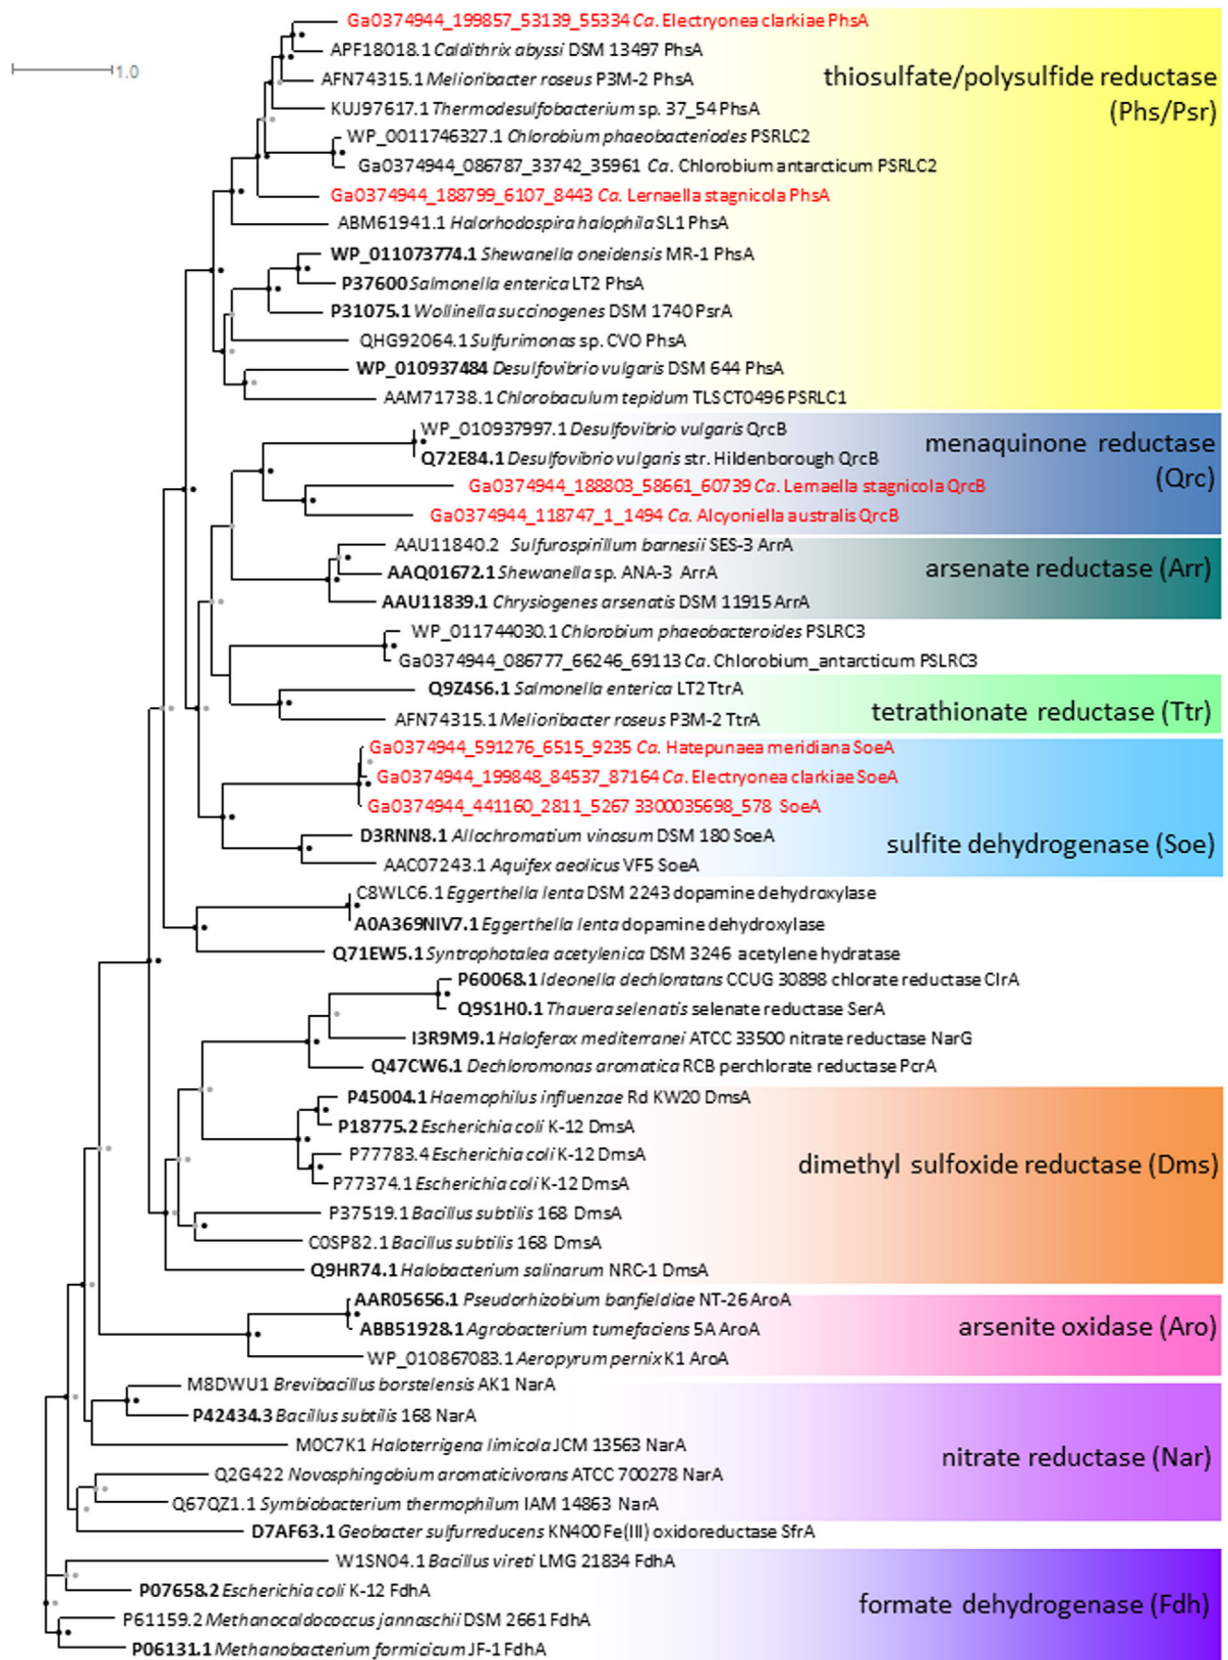 Ga0374944_199857_53139_55334 Ca. Electryonea clarkiae PhsA
APF18018.1 Caldithrix abyssi DSM 13497 PhsA
1.0
AFN74315.1 Melioribacter roseus P3M-2 PhsA
thiosulfate/polysulfide reductase
(Phs/Psr)
KUJ97617.1 Thermodesulfobacterium sp. 37_54 PhsA
WP_0011746327.1 Chlorobium phaeobacteriodes PSRLC2
Ga0374944_086787_33742_35961 Ca. Chlorobium antarcticum PSRLC2
Ga0374944_188799_6107_8443 Ca. Lernaella stagnicola PhsA
ABM61941.1 Halorhodospira halophila SL1 PhsA
WP_011073774.1 Shewanella oneidensis MR-1 PhsA
P37600 Salmonella enterica LT2 PhsA
P31075.1 Wollinella succinogenes DSM 1740 PsrA
QHG92064.1 Sulfurimonas sp. CVO PhsA
WP_010937484 Desulfovibrio vulgaris DSM 644 PhsA
AAM71738.1 Chlorobaculum tepidum TLSCT0496 PSRLC1
WP_010937997.1 Desulfovibrio vulgaris QrcB
Q72E84.1 Desulfovibrio vulgaris str. Hildenborough QrcB
menaquinone reductase
(Qrc)
Ga0374944_188803_58661_60739 Ca. Lernaella stagnicola QrcB
Ga0374944_118747_1_1494 Ca. Alcyoniella australis QrcB
AAU11840.2 Sulfurospirillum barnesii SES-3 ArrA
AAQ01672.1 Shewanella sp. ANA-3 ArrA
arsenate reductase (Arr)
AAU11839.1 Chrysiogenes arsenatis DSM 11915 ArrA
WP_011744030.1 Chlorobium phaeobacteroides PSLRC3
Ga0374944_086777_66246_69113 Ca. Chlorobium_antarcticum PSLRC3
Q9Z4S6.1 Salmonella enterica LT2 TtrA
AFN74315.1 Melioribacter roseus P3M-2 TtrA
tetrathionate reductase (Ttr)
Ga0374944_591276_6515_9235 Ca. Hatepunaea meridiana SoeA
Ga0374944_199848_84537_87164 Ca. Electryonea clarkiae SoeA
Ga0374944_441160_2811_5267 3300035698_578 SoeA
D3RNN8.1 Allochromatium vinosum DSM 180 SoeA
sulfite dehydrogenase (Soe)
AAC07243.1 Aquifex aeolicus VF5 SoeA
C8WLC6.1 Eggerthella lenta DSM 2243 dopamine dehydroxylase
A0A369NIV7.1 Eggerthella lenta dopamine dehydroxylase
Q71EW5.1 Syntrophotalea acetylenica DSM 3246 acetylene hydratase
P60068.1 Ideonella dechloratans CCUG 30898 chlorate reductase ClrA
Q9S1H0.1 Thauera selenatis selenate reductase SerA
I3R9M9.1 Haloferax mediterranei ATCC 33500 nitrate reductase NarG
Q47CW6.1 Dechloromonas aromatica RCB perchlorate reductase PcrA
P45004.1 Haemophilus influenzae Rd KW20 DmsA
P18775.2 Escherichia coli K-12 DmsA
P77783.4 Escherichia coli K-12 DmsA
dimethyl sulfoxide reductase (Dms)
P77374.1 Escherichia coli K-12 DmsA
P37519.1 Bacillus subtilis 168 DmsA
C0SP82.1 Bacillus subtilis 168 DmsA
Q9HR74.1 Halobacterium salinarum NRC-1 DmsA
AAR05656.1 Pseudorhizobium banfieldiae NT-26 AroA
ABB51928.1 Agrobacterium tumefaciens 5A AroA
arsenite oxidase (Aro)
WP_010867083.1 Aeropyrum pernix K1 AroA
M8DWU1 Brevibacillus borstelensis AK1 NarA
P42434.3 Bacillus subtilis 168 NarA
M0C7K1 Haloterrigena limicola JCM 13563 NarA
nitrate reductase (Nar)
Q2G422 Novosphingobium aromaticivorans ATCC 700278 NarA
Q67QZ1.1 Symbiobacterium thermophilum IAM 14863 NarA
D7AF63.1 Geobacter sulfurreducens KN400 Fe(III) oxidoreductase SfrA
W1SN04.1 Bacillus vireti LMG 21834 FdhA
P07658.2 Escherichia coli K-12 FdhA
formate dehydrogenase (Fdh)
P61159.2 Methanocaldococcus jannaschii DSM 2661 FdhA
P06131.1 Methanobacterium formicicum JF-1 FdhA